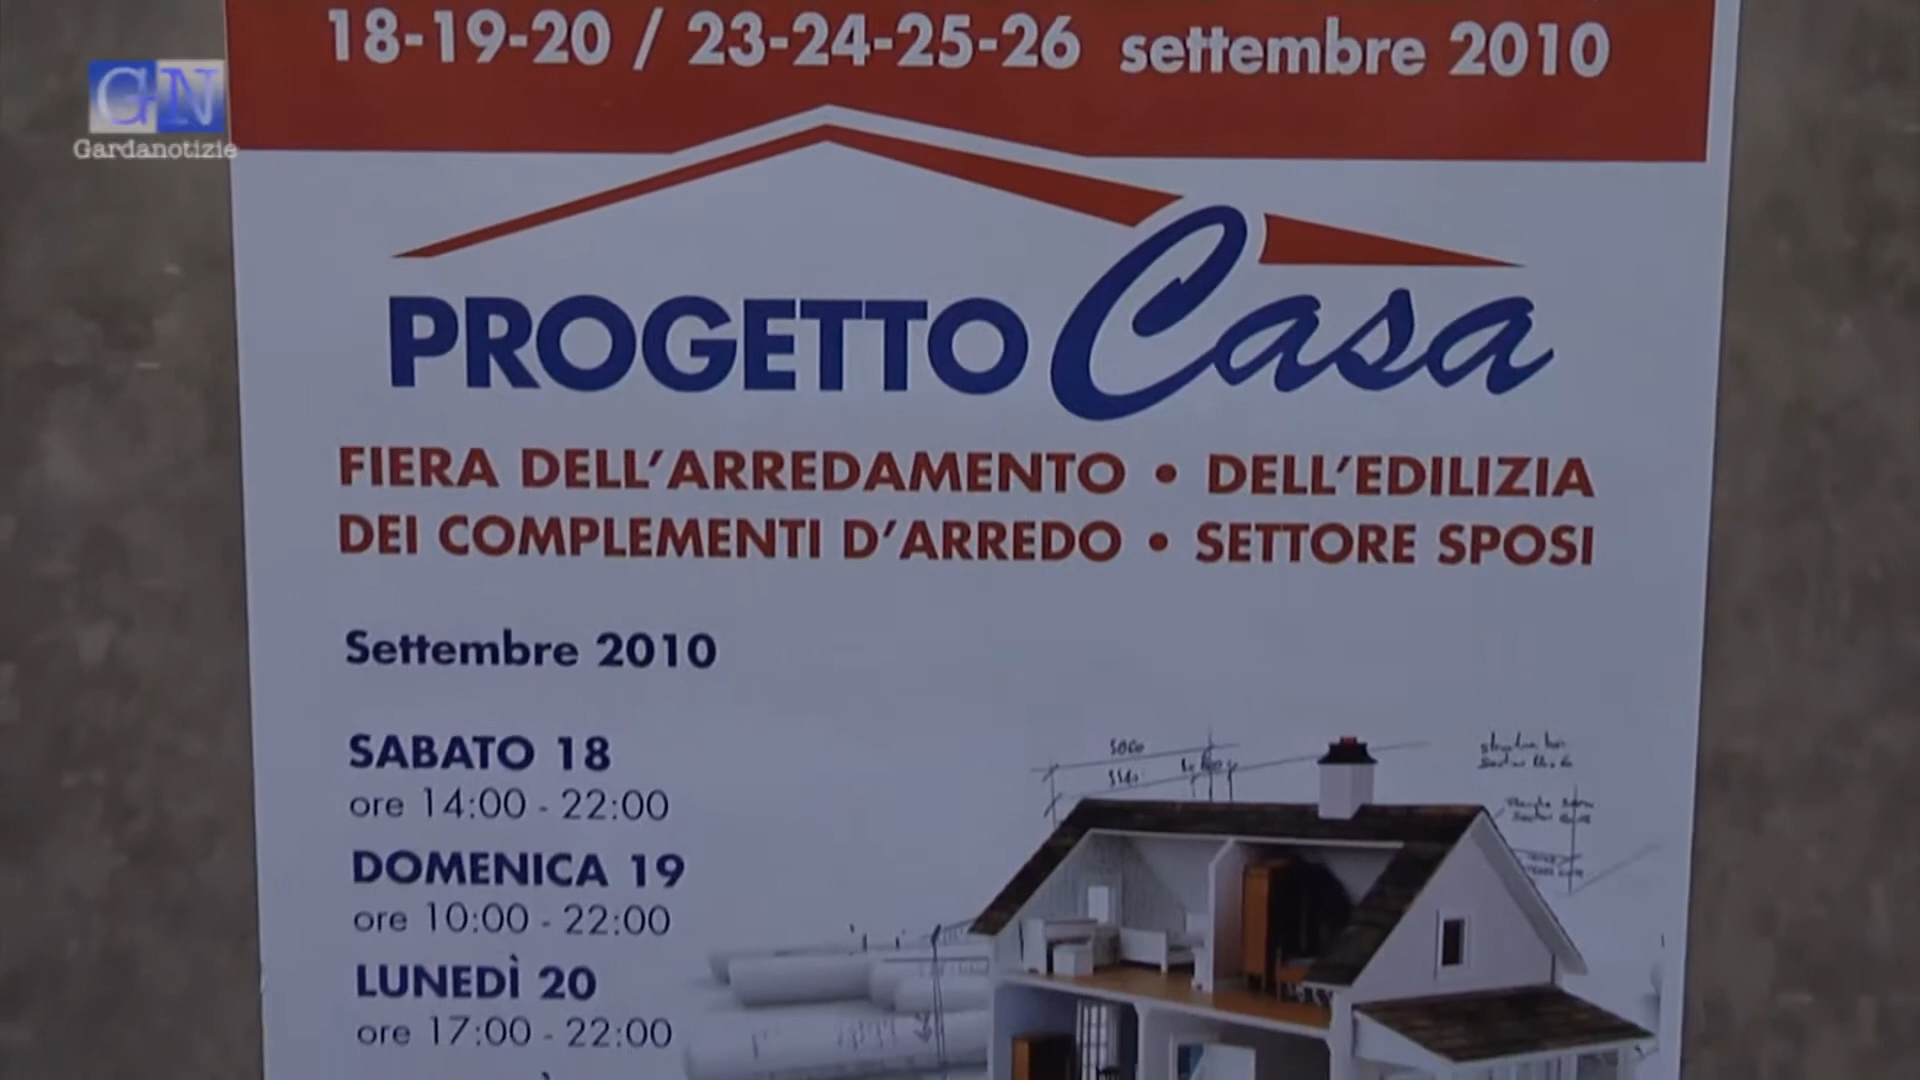 18-19-20 / 23-24-25-26 settembre 2010
GN
Gardanotizie
PROGETTO Casa
FIERA DELL'ARREDAMENTO • DELL'EDILIZIA
DEI COMPLEMENTI D'ARREDO • SETTORE SPOSI
Settembre 2010
SABATO 18
ore 14:00 - 22:00
DOMENICA 19
ore 10:00 - 22:00
LUNEDÌ 20
ore 17:00 - 22:00